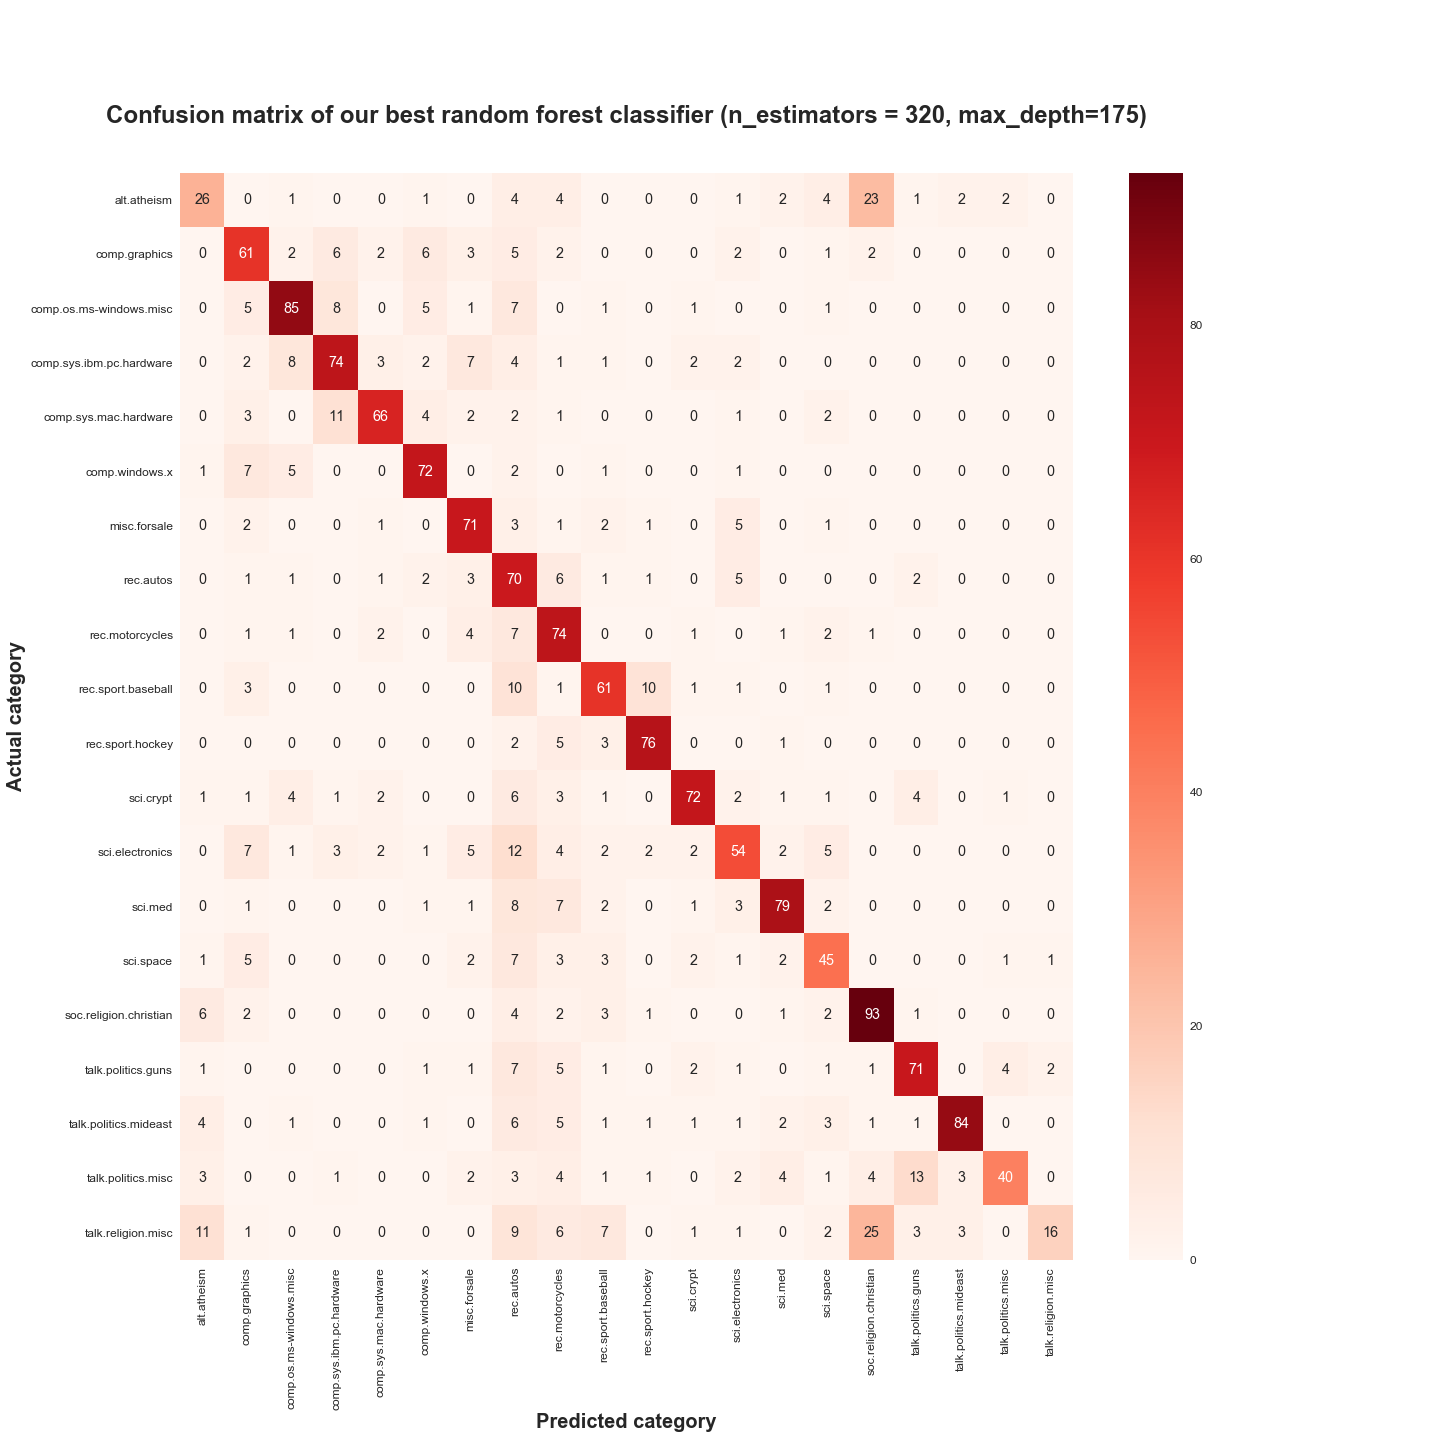 Confusion matrix of our best random forest classifier (n_estimators = 320, max_depth=175)
alt.atheism 26 0 1 0 0 1 0 4 4 0 0 0 1 2 4 23 1 2 2 0
comp.graphics 0 61 2 6 2 6 3 5 2 0 0 0 2 0 1 2 0 0 0 0
comp.os.ms-windows.misc 0 5 85 8 0 5 1 7 0 1 0 1 0 0 1 0 0 0 0 0
comp.sys.ibm.pc.hardware 0 2 8 74 3 2 7 4 1 1 0 2 2 0 0 0 0 0 0 0
comp.sys.mac.hardware 0 3 0 11 66 4 2 2 1 0 0 0 1 0 2 0 0 0 0 0
comp.windows.x 1 7 5 0 0 72 0 2 0 1 0 0 1 0 0 0 0 0 0 0
misc.forsale 0 2 0 0 1 0 71 3 1 2 1 0 5 0 1 0 0 0 0 0
rec.autos 0 1 1 0 1 2 3 70 6 1 1 0 5 0 0 0 2 0 0 0
rec.motorcycles 0 1 1 0 2 0 4 7 74 0 0 1 0 1 2 1 0 0 0 0
rec.sport.baseball 0 3 0 0 0 0 0 10 1 61 10 1 1 0 1 0 0 0 0 0
rec.sport.hockey 0 0 0 0 0 0 0 2 5 3 76 0 0 1 0 0 0 0 0 0
sci.crypt 1 1 4 1 2 0 0 6 3 1 0 72 2 1 1 0 4 0 1 0
sci.electronics 0 7 1 3 2 1 5 12 4 2 2 2 54 2 5 0 0 0 0 0
sci.med 0 1 0 0 0 1 1 8 7 2 0 1 3 79 2 0 0 0 0 0
sci.space 1 5 0 0 0 0 2 7 3 3 0 2 1 2 45 0 0 0 1 1
soc.religion.christian 6 2 0 0 0 0 0 4 2 3 1 0 0 1 2 93 1 0 0 0
talk.politics.guns 1 0 0 0 0 1 1 7 5 1 0 2 1 0 1 1 71 0 4 2
talk.politics.mideast 4 0 1 0 0 1 0 6 5 1 1 1 1 2 3 1 1 84 0 0
talk.politics.misc 3 0 0 1 0 0 2 3 4 1 1 0 2 4 1 4 13 3 40 0
talk.religion.misc 11 1 0 0 0 0 0 9 6 7 0 1 1 0 2 25 3 3 0 16
Actual category
alt.atheism
comp.graphics
comp.os.ms-windows.misc
comp.sys.ibm.pc.hardware
comp.sys.mac.hardware
comp.windows.x
misc.forsale
rec.autos
rec.motorcycles
rec.sport.baseball
rec.sport.hockey
sci.crypt
sci.electronics
sci.med
sci.space
soc.religion.christian
talk.politics.guns
talk.politics.mideast
talk.politics.misc
talk.religion.misc
Predicted category
80
60
40
20
0